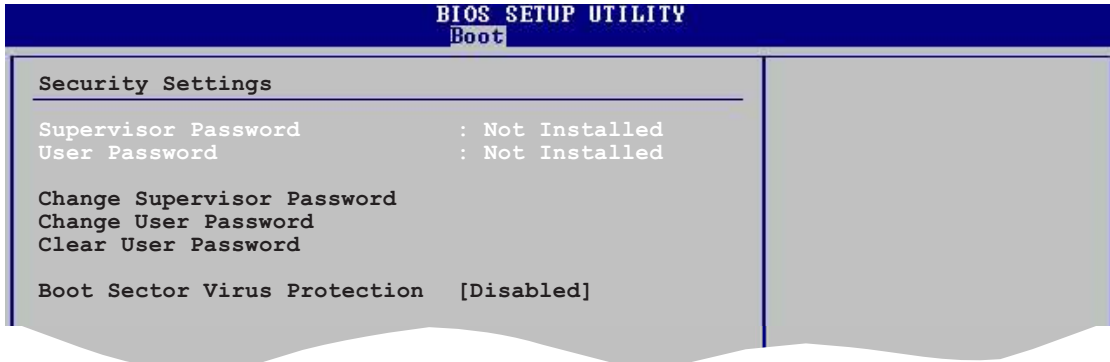 BIOS SETUP UTILITY
Boot
Security Settings
Supervisor Password : Not Installed
User Password : Not Installed
Change Supervisor Password
Change User Password
Clear User Password
Boot Sector Virus Protection [Disabled]